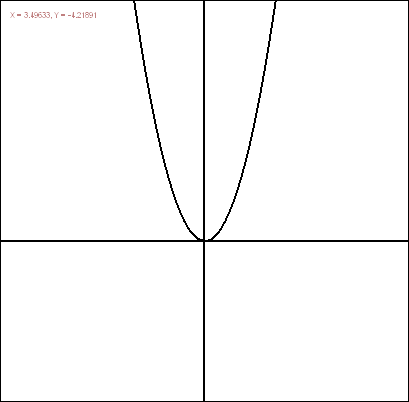 X = 3.49633, Y = -4.21891